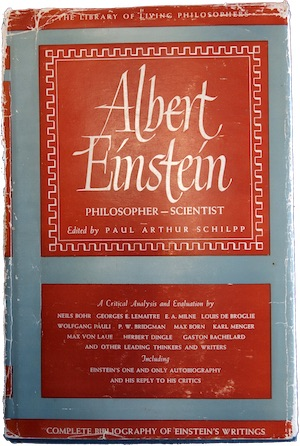 THE LIBRARY OF LIVING PHILOSOPHERS
Albert
Einstein
PHILOSOPHER – SCIENTIST
Edited by PAUL ARTHUR SCHILPP
A Critical Analysis and Evaluation by
NEILS BOHR GEORGES E. LEMAITRE E. A. MILNE LOUIS DE BROGLIE
WOLFGANG PAULI P. W. BRIDGMAN MAX BORN KARL MENGER
MAX VON LAUE HERBERT DINGLE GASTON BACHELARD
AND OTHER LEADING THINKERS AND WRITERS
Including
EINSTEIN'S ONE AND ONLY AUTOBIOGRAPHY
AND HIS REPLY TO HIS CRITICS
COMPLETE BIBLIOGRAPHY OF EINSTEIN'S WRITINGS